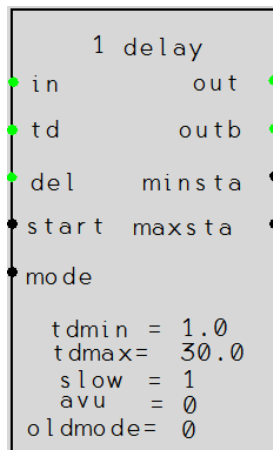 1 delay
in out
td outb
del minsta
start maxsta
mode
tdmin = 1.0
tdmax= 30.0
slow = 1
avu = 0
oldmode= 0